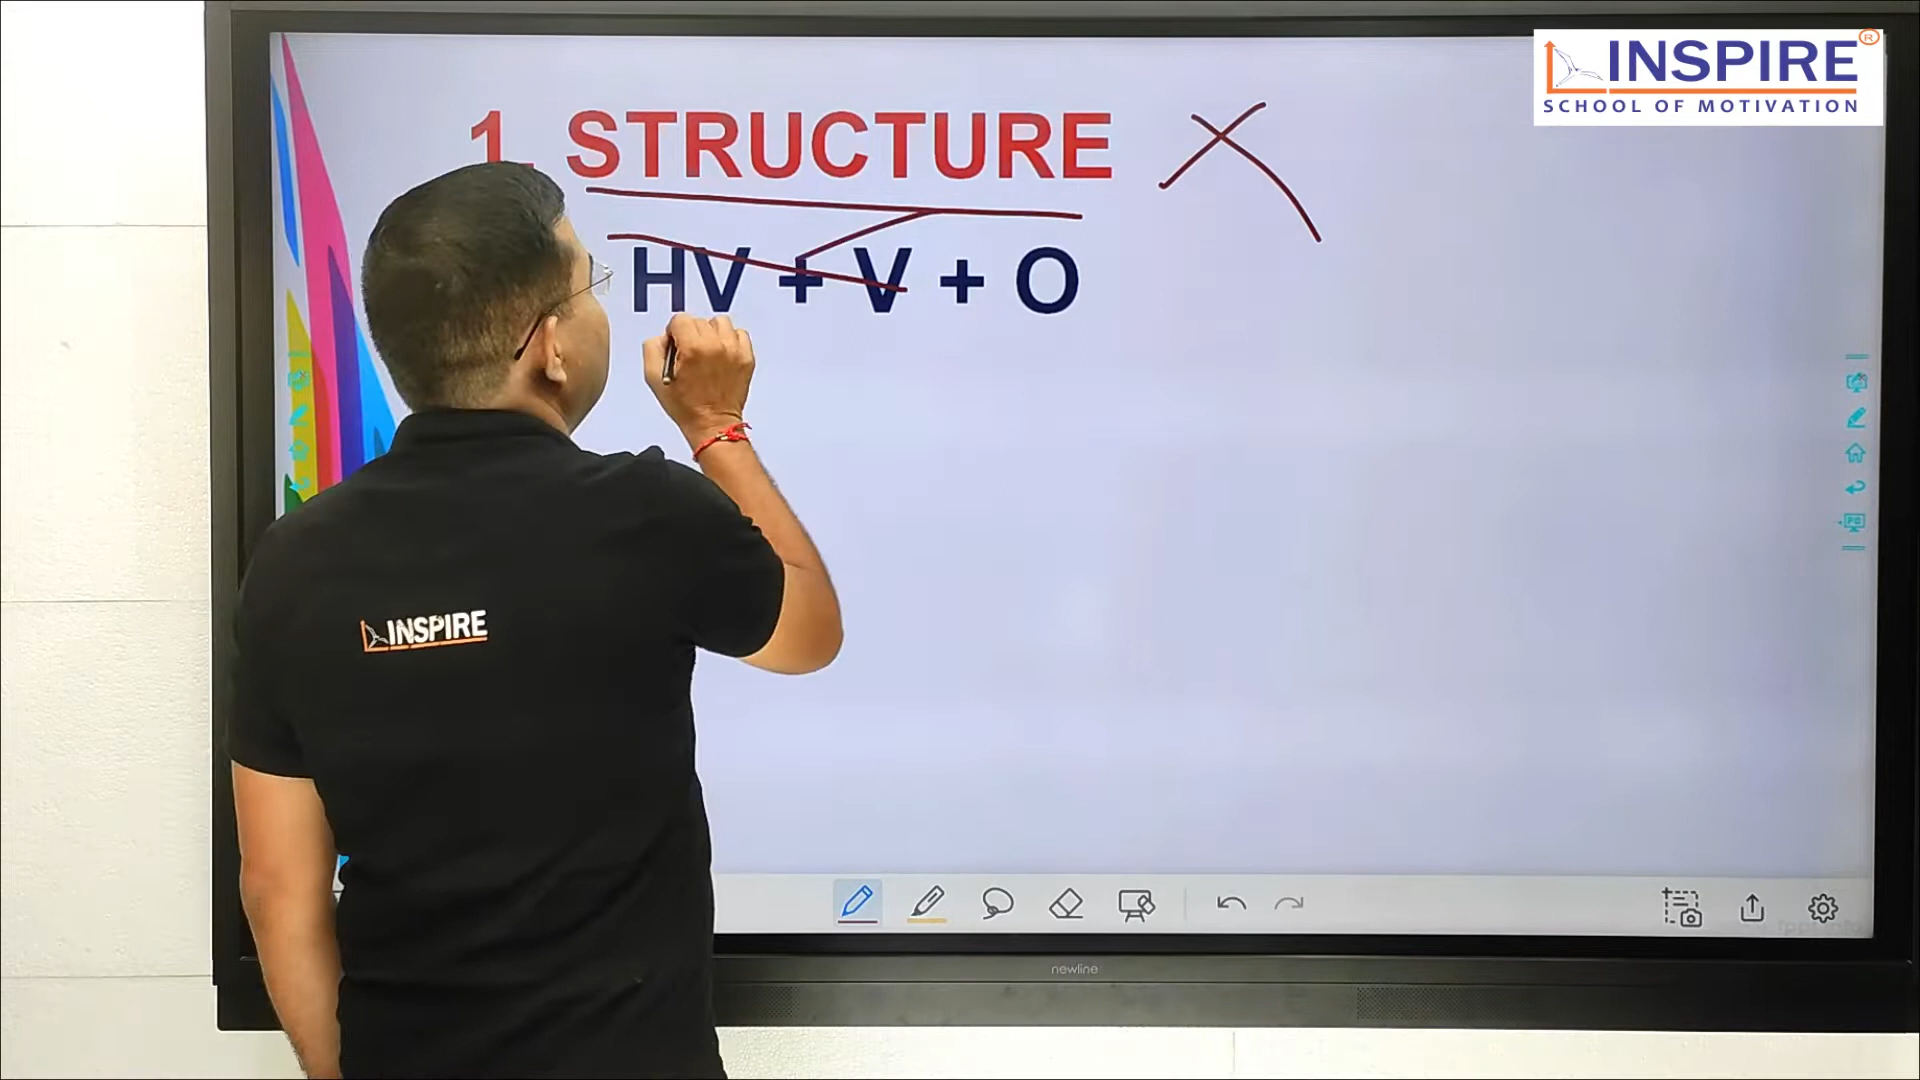 INSPIRE ®
SCHOOL OF MOTIVATION
1. STRUCTURE
HV + V + O
INSPIRE
newline